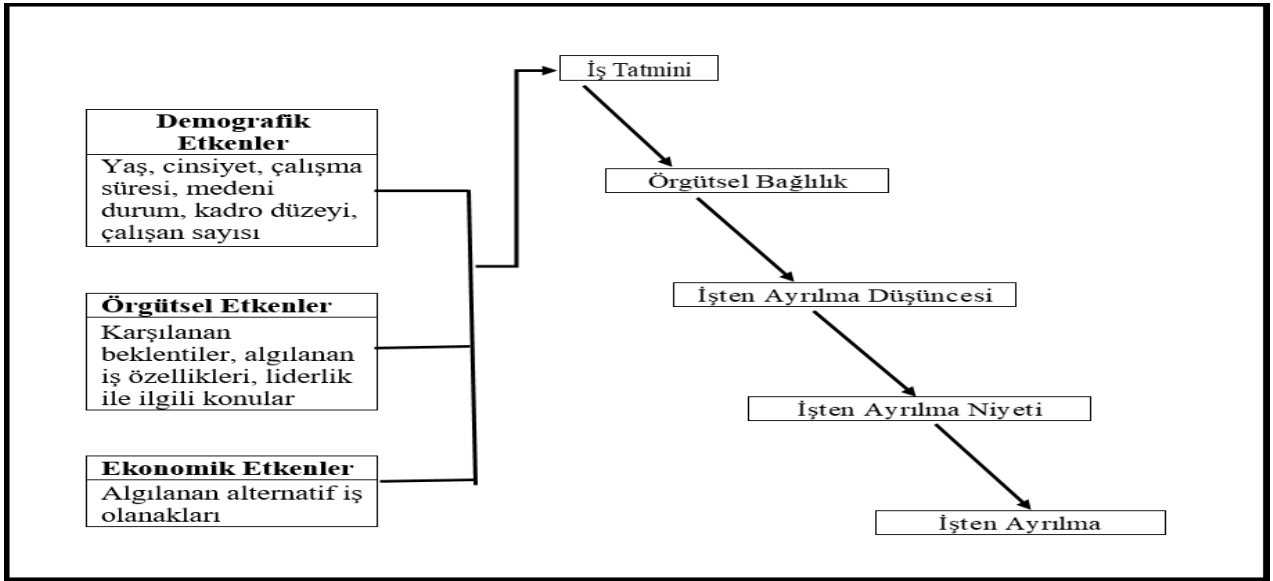 Demografik
Etkenler
Yaş, cinsiyet, çalışma
süresi, medeni
durum, kadro düzeyi,
çalışan sayısı
Örgütsel Etkenler
Karşılanan
beklentiler, algılanan
iş özellikleri, liderlik
ile ilgili konular
Ekonomik Etkenler
Algılanan alternatif iş
olanakları
İş Tatmini
Örgütsel Bağlılık
İşten Ayrılma Düşüncesi
İşten Ayrılma Niyeti
İşten Ayrılma